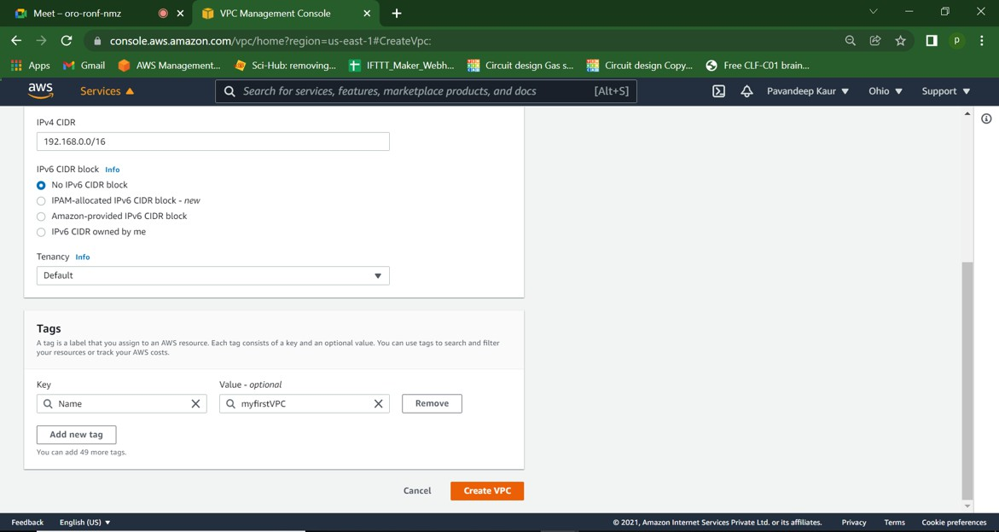 Meet – oro-ronf-nmz
VPC Management Console
console.aws.amazon.com/vpc/home?region=us-east-1#CreateVpc:
p
Apps
Gmail
AWS Management...
Sci-Hub: removing...
IFTTT_Maker_Webh...
Circuit design Gas s...
Circuit design Copy...
Free CLF-C01 brain...
aws
Services
Search for services, features, marketplace products, and docs
[Alt+S]
Pavandeep Kaur
Ohio
Support
IPv4 CIDR
192.168.0.0/16
IPv6 CIDR block Info
No IPv6 CIDR block
IPAM-allocated IPv6 CIDR block - new
Amazon-provided IPv6 CIDR block
IPv6 CIDR owned by me
Tenancy Info
Default
Tags
A tag is a label that you assign to an AWS resource. Each tag consists of a key and an optional value. You can use tags to search and filter
your resources or track your AWS costs.
Key
Value - optional
Name
myfirstVPC
Remove
Add new tag
You can add 49 more tags.
Cancel
Create VPC
Feedback
English (US)
© 2021, Amazon Internet Services Private Ltd. or its affiliates.
Privacy
Terms
Cookie preferences